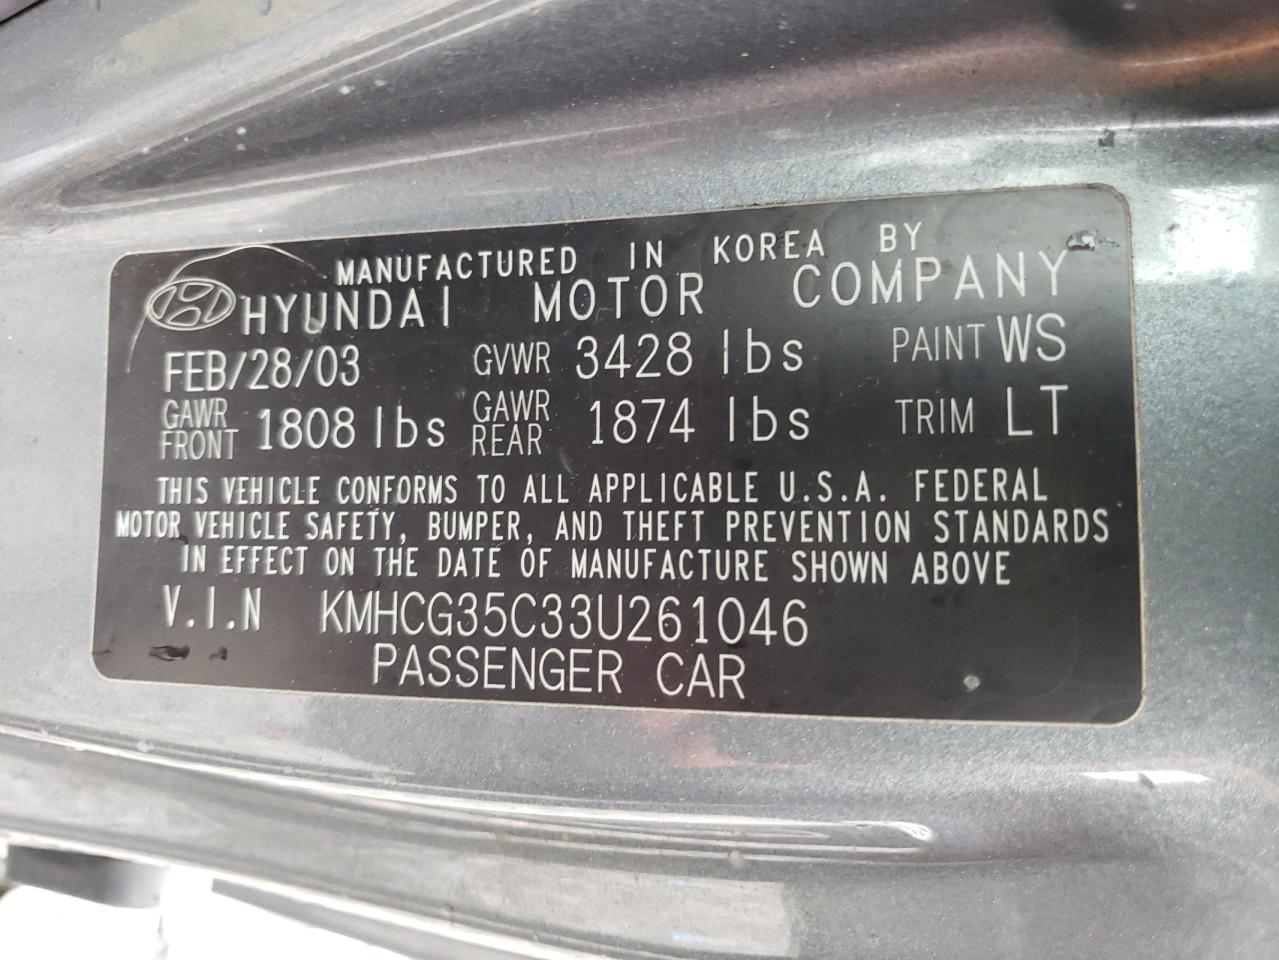 MANUFACTURED IN KOREA BY
HYUNDAI MOTOR COMPANY
FEB/28/03 GVWR 3428 lbs PAINT WS
GAWR FRONT 1808 lbs GAWR REAR 1874 lbs TRIM LT
THIS VEHICLE CONFORMS TO ALL APPLICABLE U.S.A. FEDERAL
MOTOR VEHICLE SAFETY, BUMPER, AND THEFT PREVENTION STANDARDS
IN EFFECT ON THE DATE OF MANUFACTURE SHOWN ABOVE
V.I.N KMHCG35C33U261046
PASSENGER CAR